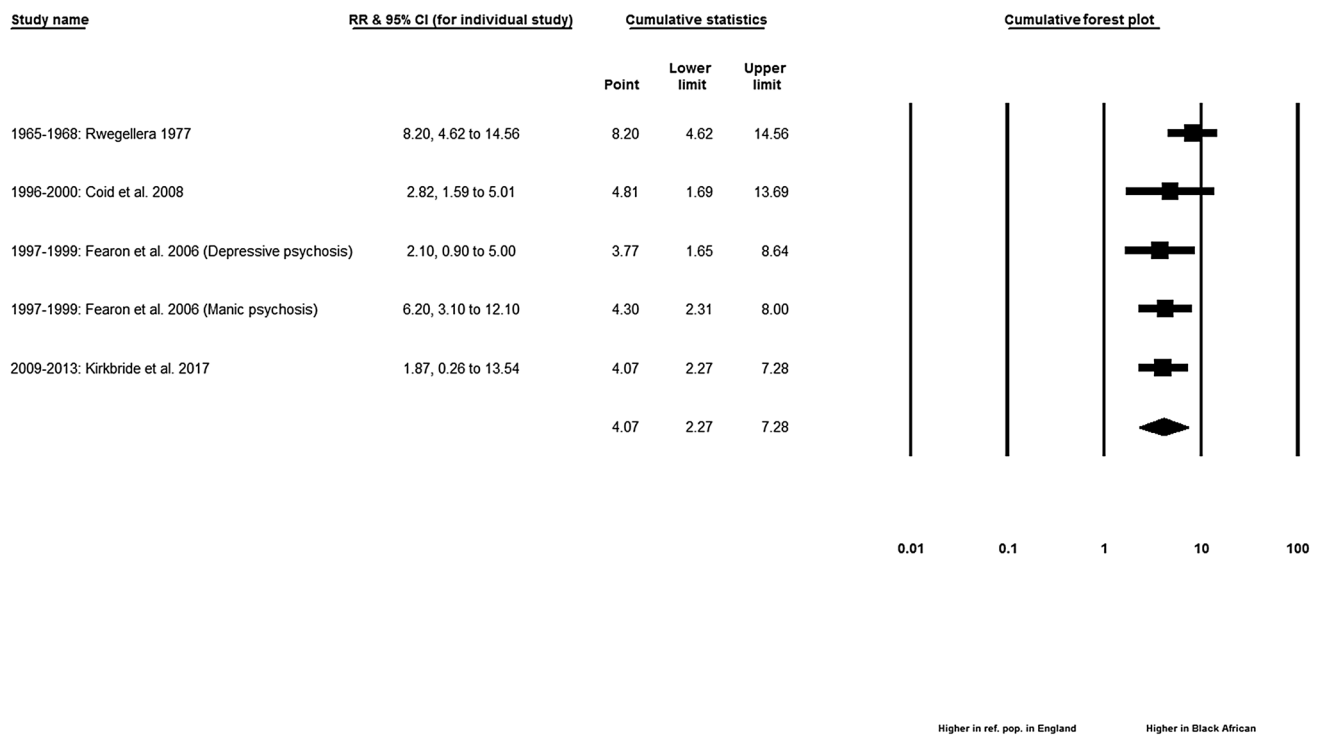 Study name RR & 95% CI (for individual study) Cumulative statistics Cumulative forest plot
Point Lower limit Upper limit
1965-1968: Rwegellera 1977 8.20, 4.62 to 14.56 8.20 4.62 14.56
1996-2000: Coid et al. 2008 2.82, 1.59 to 5.01 4.81 1.69 13.69
1997-1999: Fearon et al. 2006 (Depressive psychosis) 2.10, 0.90 to 5.00 3.77 1.65 8.64
1997-1999: Fearon et al. 2006 (Manic psychosis) 6.20, 3.10 to 12.10 4.30 2.31 8.00
2009-2013: Kirkbride et al. 2017 1.87, 0.26 to 13.54 4.07 2.27 7.28
4.07 2.27 7.28
0.01 0.1 1 10 100
Higher in ref. pop. in England Higher in Black African